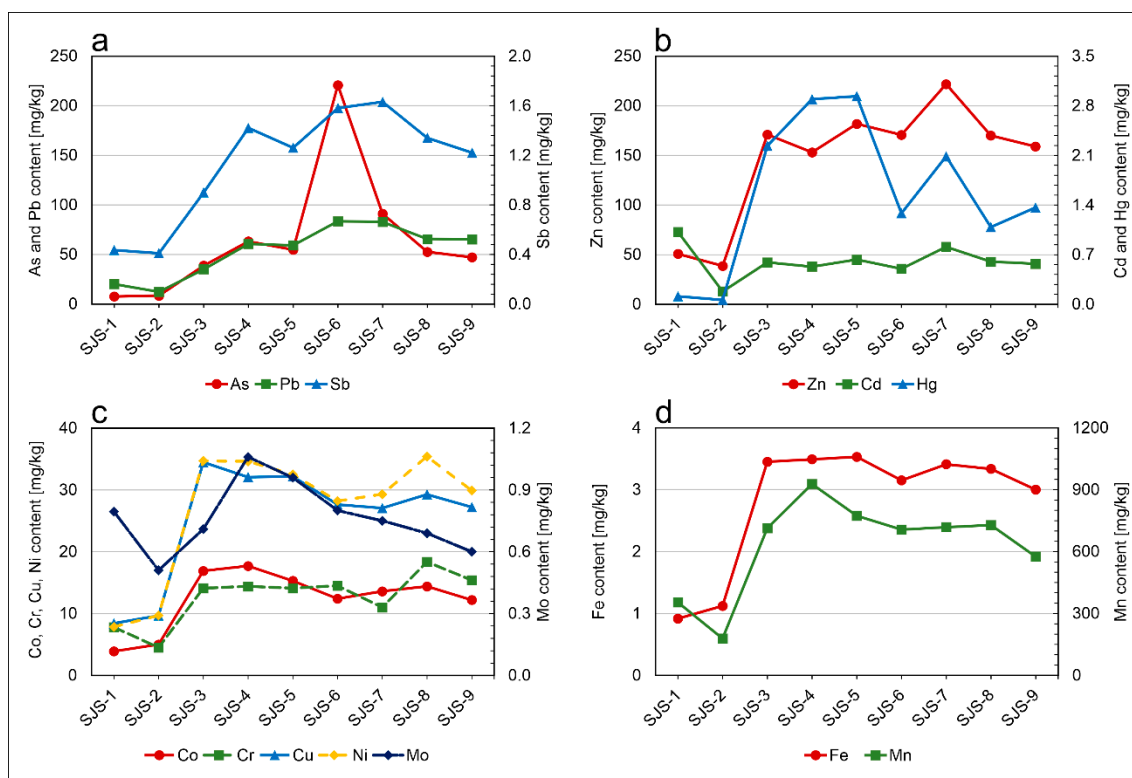 a
250
200
150
100
50
0
As and Pb content [mg/kg]
2.0
1.6
1.2
0.8
0.4
0.0
Sb content [mg/kg]
SJS-1 SJS-2 SJS-3 SJS-4 SJS-5 SJS-6 SJS-7 SJS-8 SJS-9
As Pb Sb
b
250
200
150
100
50
0
Zn content [mg/kg]
3.5
2.8
2.1
1.4
0.7
0.0
Cd and Hg content [mg/kg]
SJS-1 SJS-2 SJS-3 SJS-4 SJS-5 SJS-6 SJS-7 SJS-8 SJS-9
Zn Cd Hg
c
40
30
20
10
0
Co, Cr, Cu, Ni content [mg/kg]
1.2
0.9
0.6
0.3
0.0
Mo content [mg/kg]
SJS-1 SJS-2 SJS-3 SJS-4 SJS-5 SJS-6 SJS-7 SJS-8 SJS-9
Co Cr Cu Ni Mo
d
4
3
2
1
0
Fe content [mg/kg]
1200
900
600
300
0
Mn content [mg/kg]
SJS-1 SJS-2 SJS-3 SJS-4 SJS-5 SJS-6 SJS-7 SJS-8 SJS-9
Fe Mn